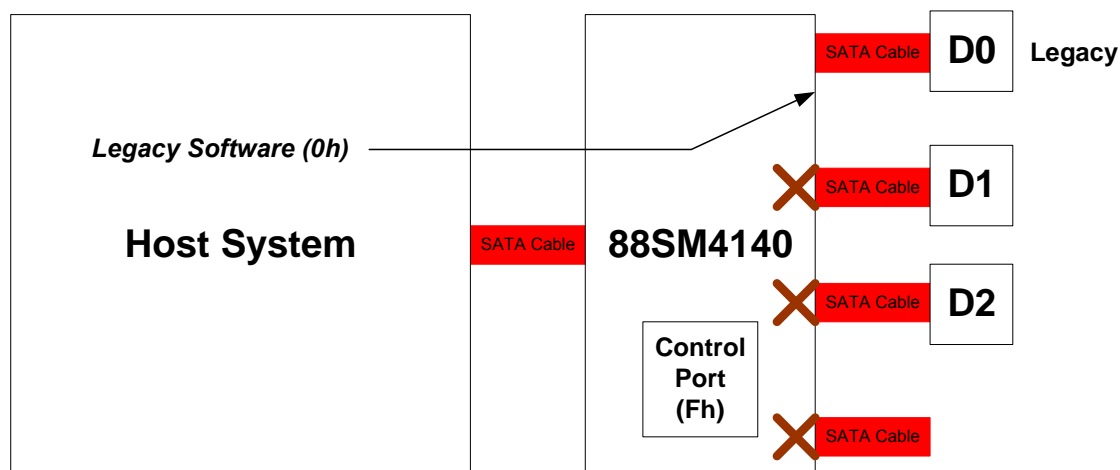 SATA Cable
D0
Legacy
Legacy Software (0h)
SATA Cable
D1
Host System
SATA Cable
88SM4140
SATA Cable
D2
Control
Port
(Fh)
SATA Cable